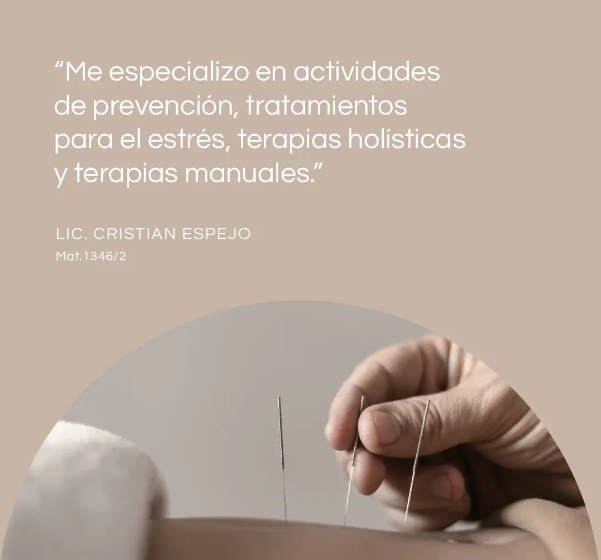 “Me especializo en actividades
de prevención, tratamientos
para el estrés, terapias holísticas
y terapias manuales.”
LIC. CRISTIAN ESPEJO
Mat.1346/2